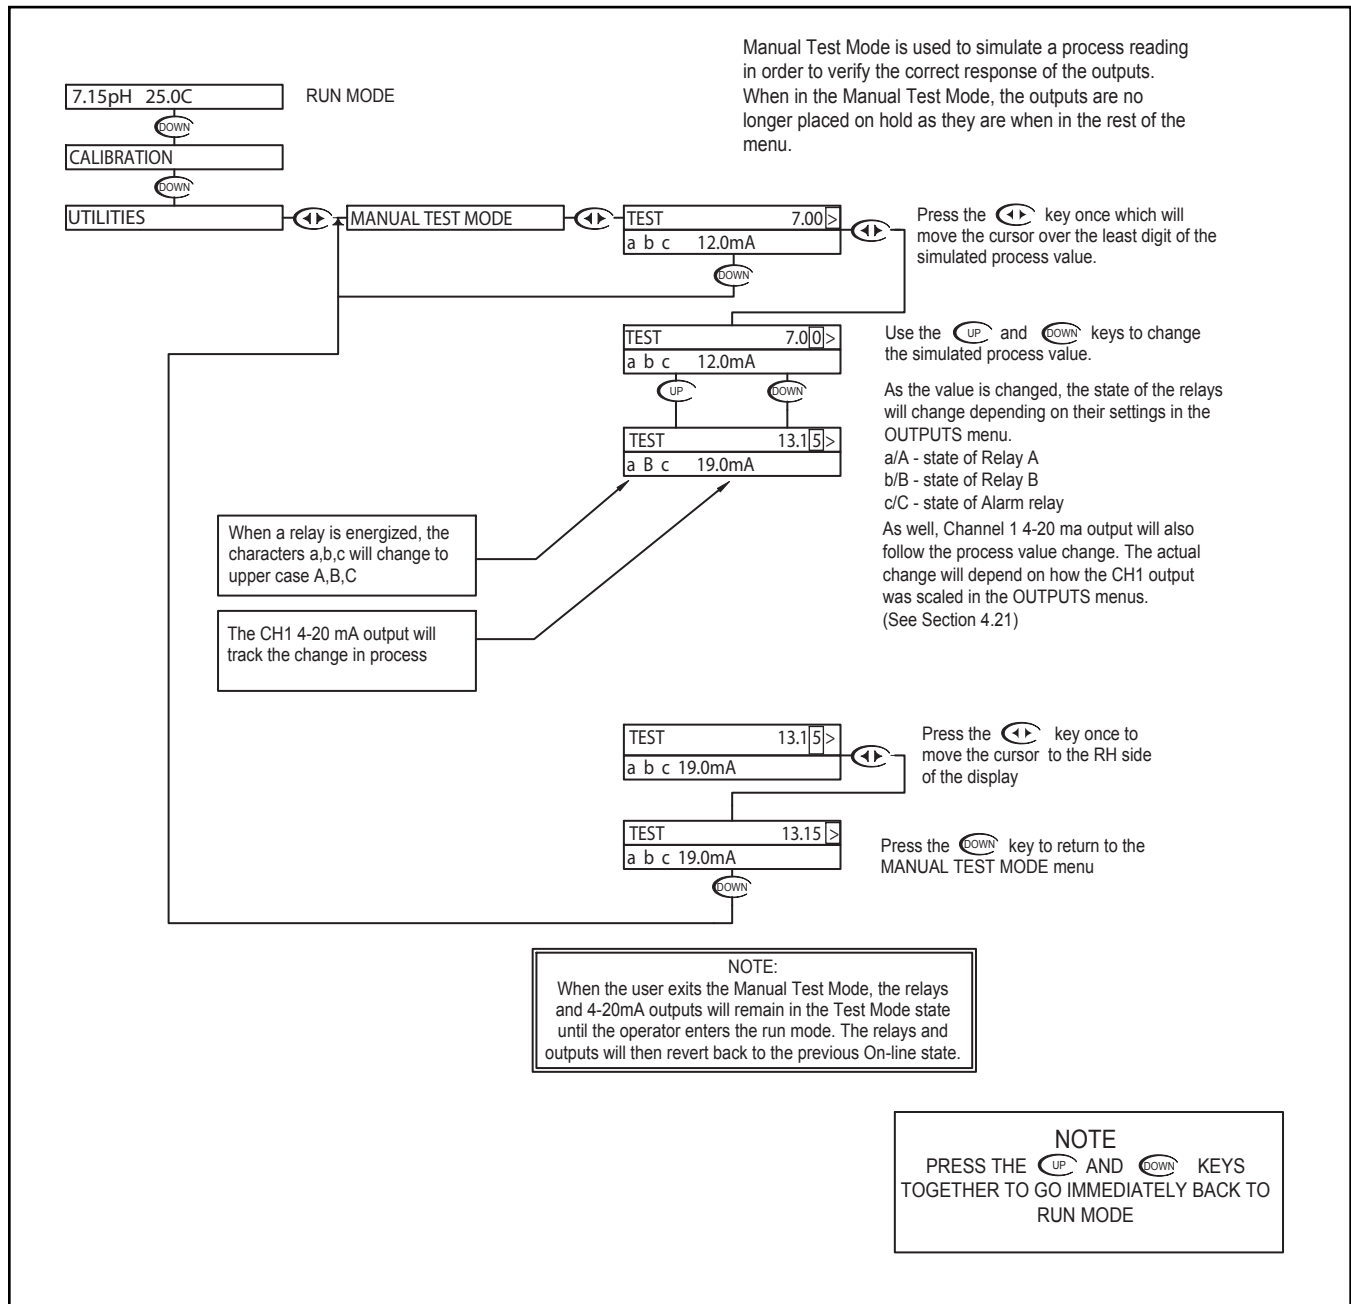 Manual Test Mode is used to simulate a process reading
in order to verify the correct response of the outputs.
When in the Manual Test Mode, the outputs are no
longer placed on hold as they are when in the rest of the
menu.
7.15pH 25.0C
RUN MODE
DOWN
CALIBRATION
DOWN
UTILITIES
MANUAL TEST MODE
TEST 7.00>
a b c 12.0mA
DOWN
Press the key once which will
move the cursor over the least digit of the
simulated process value.
TEST 7.00>
a b c 12.0mA
UP DOWN
TEST 13.15>
a B c 19.0mA
Use the UP and DOWN keys to change
the simulated process value.
As the value is changed, the state of the relays
will change depending on their settings in the
OUTPUTS menu.
a/A - state of Relay A
b/B - state of Relay B
c/C - state of Alarm relay
As well, Channel 1 4-20 ma output will also
follow the process value change. The actual
change will depend on how the CH1 output
was scaled in the OUTPUTS menus.
(See Section 4.21)
When a relay is energized, the
characters a,b,c will change to
upper case A,B,C
The CH1 4-20 mA output will
track the change in process
TEST 13.15>
a b c 19.0mA
Press the key once to
move the cursor to the RH side
of the display
TEST 13.15>
a b c 19.0mA
DOWN
Press the DOWN key to return to the
MANUAL TEST MODE menu
NOTE:
When the user exits the Manual Test Mode, the relays
and 4-20mA outputs will remain in the Test Mode state
until the operator enters the run mode. The relays and
outputs will then revert back to the previous On-line state.
NOTE
PRESS THE UP AND DOWN KEYS
TOGETHER TO GO IMMEDIATELY BACK TO
RUN MODE